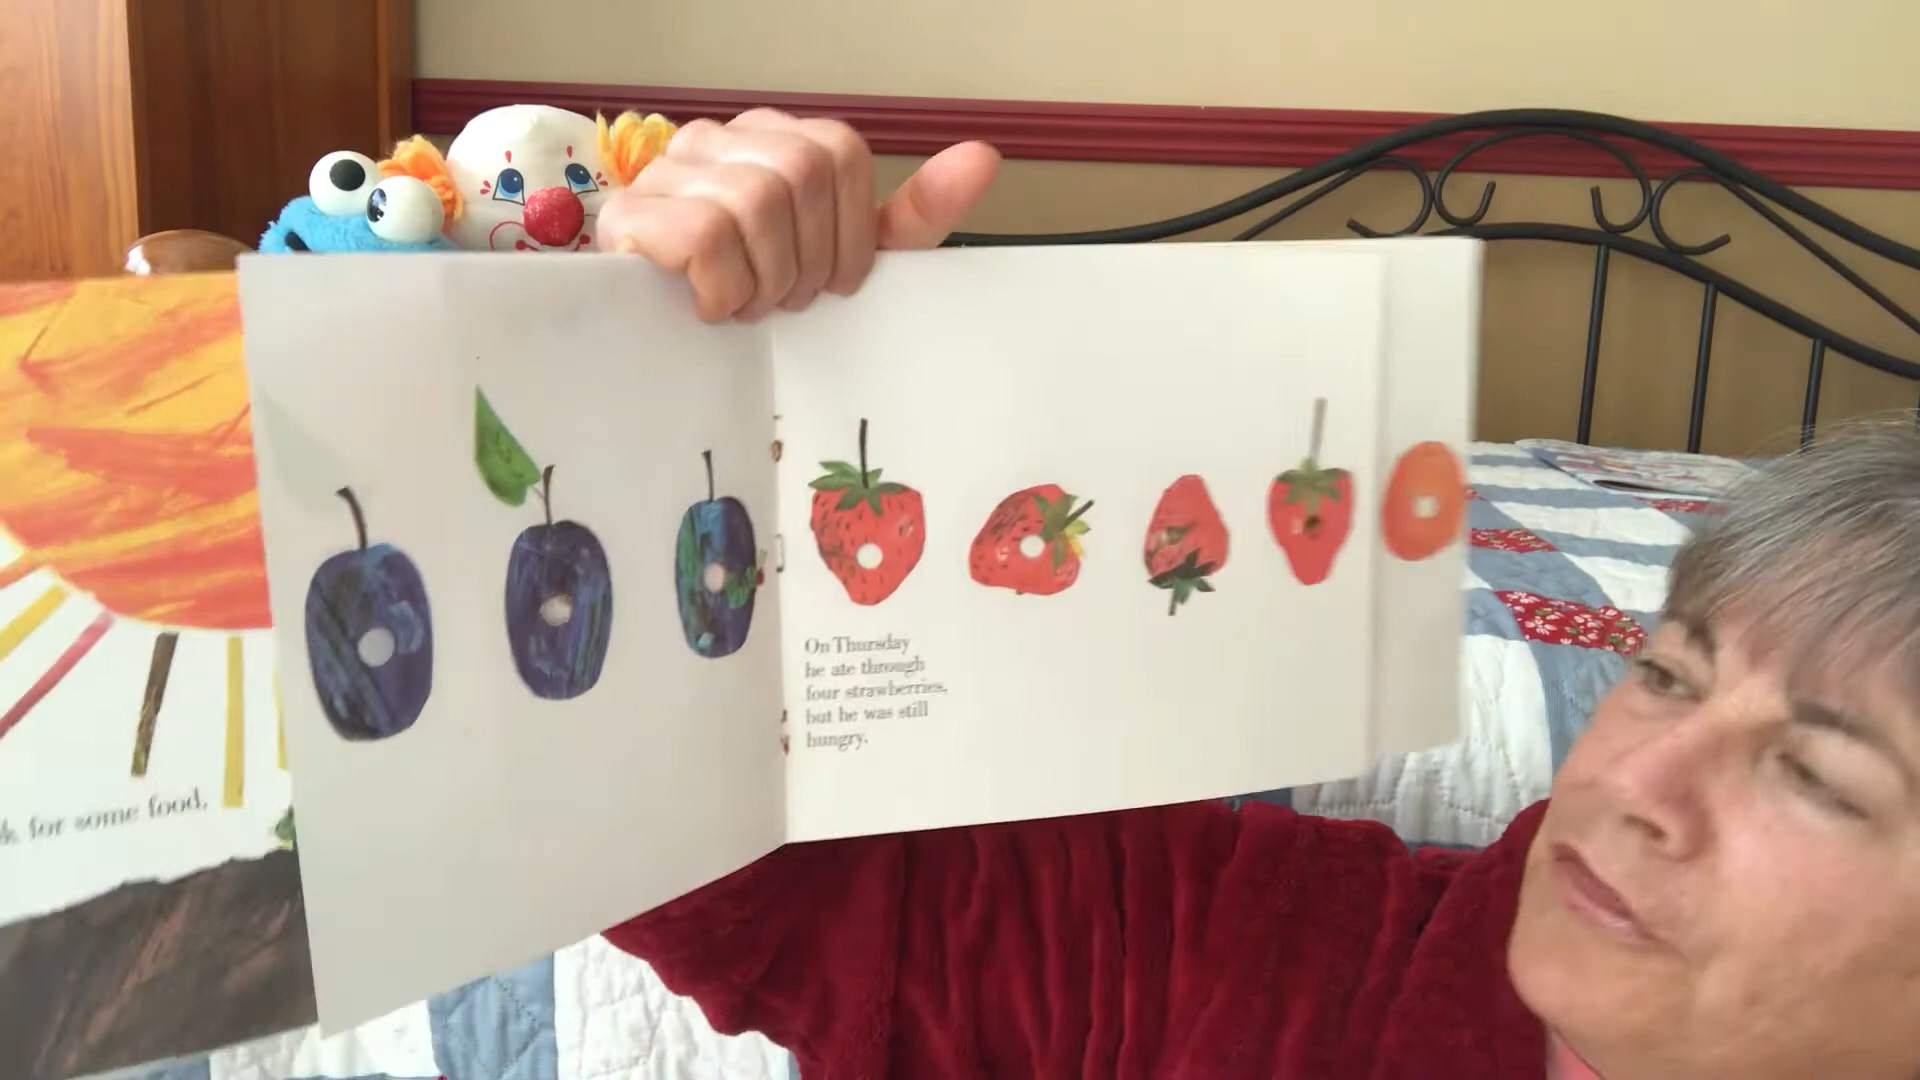 k for some food.
On Thursday
he ate through
four strawberries,
but he was still
hungry.